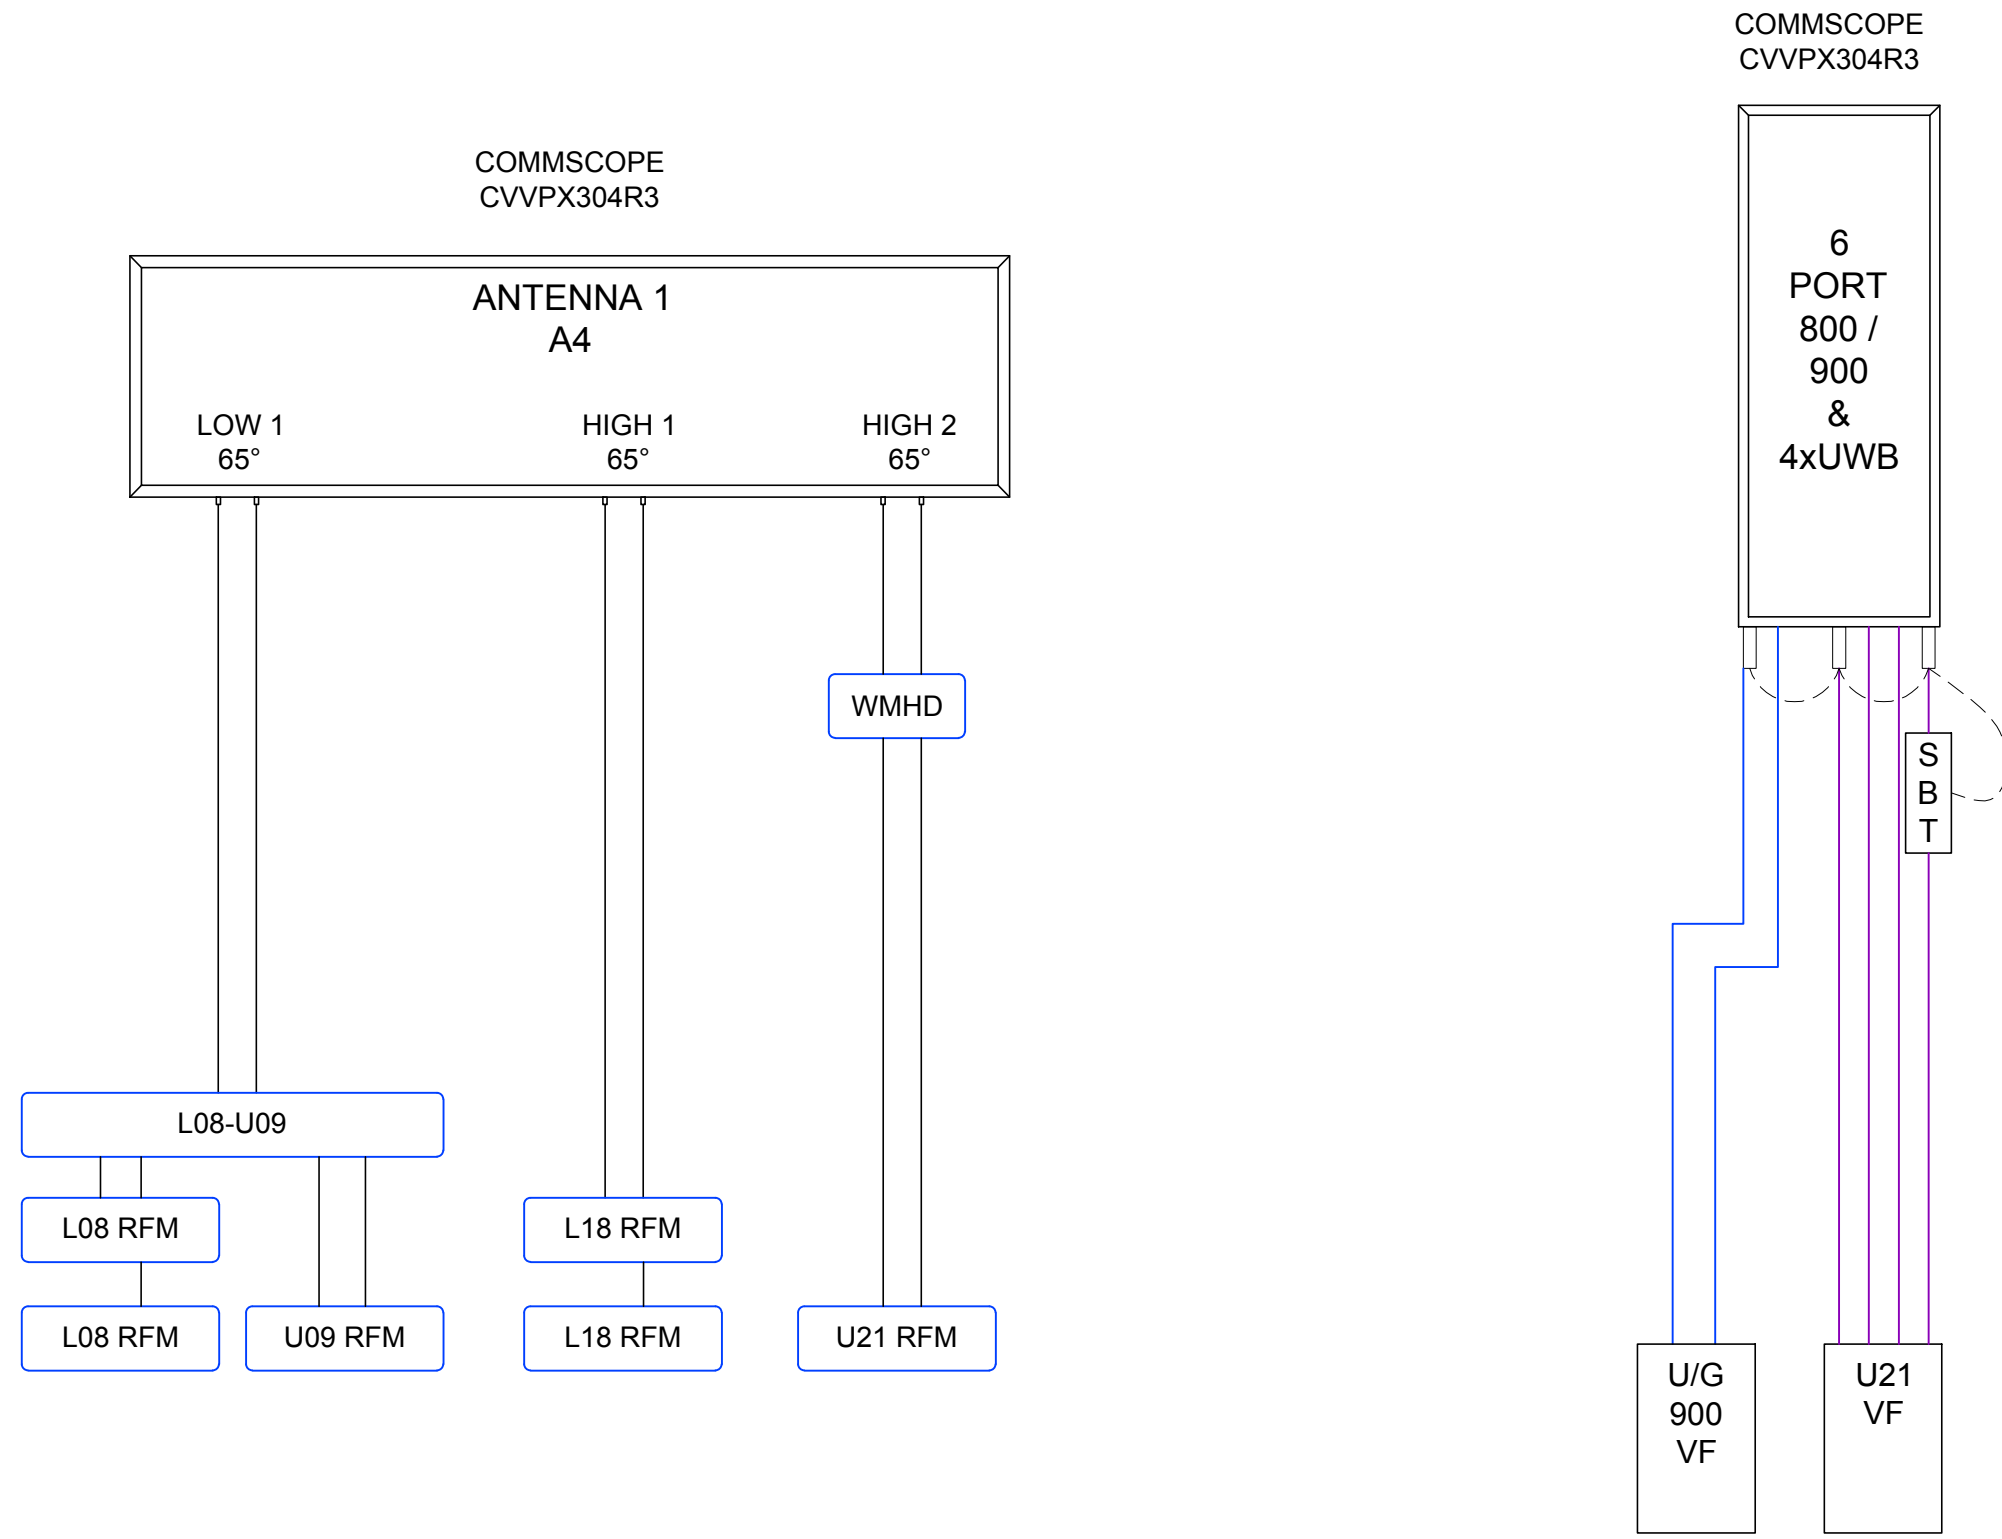 COMMSCOPE
CVVPX304R3
ANTENNA 1
A4
LOW 1
65°
HIGH 1
65°
HIGH 2
65°
WMHD
L08-U09
L08 RFM
L18 RFM
L08 RFM
U09 RFM
L18 RFM
U21 RFM
COMMSCOPE
CVVPX304R3
6
PORT
800 /
900
&
4xUWB
S
B
T
U/G
900
VF
U21
VF